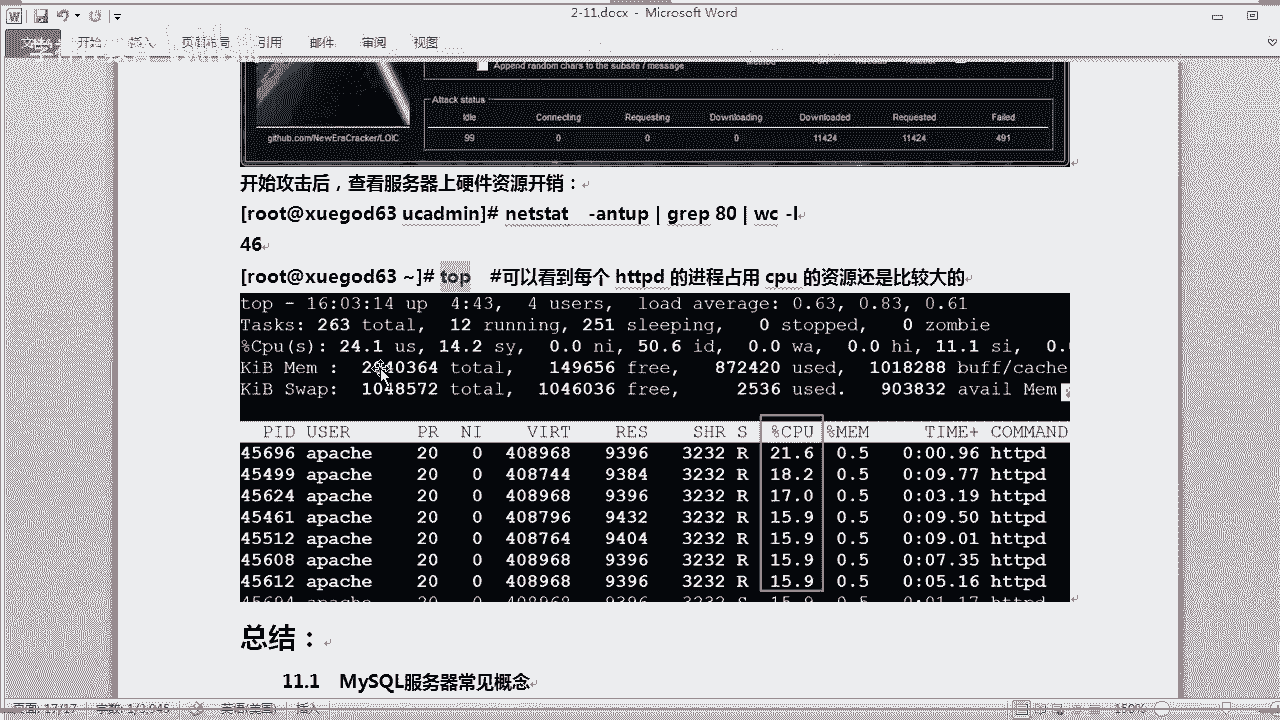 2-11.docx - Microsoft Word
文件 开始 插入 页面布局 引用 邮件 审阅 视图
Append random chars to the subsite / message
Attack status
Idle Connecting Requesting Downloading Downloaded Requested Failed
github.com/NewEraCracker/LOIC 99 0 0 0 11424 11424 491
开始攻击后，查看服务器上硬件资源开销：
[root@xuegod63 ucadmin]# netstat -antup | grep 80 | wc -l
46
[root@xuegod63 ~]# top #可以看到每个 httpd 的进程占用 cpu 的资源还是比较大的
top - 16:03:14 up 4:43, 4 users, load average: 0.63, 0.83, 0.61
Tasks: 263 total, 12 running, 251 sleeping, 0 stopped, 0 zombie
%Cpu(s): 24.1 us, 14.2 sy, 0.0 ni, 50.6 id, 0.0 wa, 0.0 hi, 11.1 si, 0.
KiB Mem : 2040364 total, 149656 free, 872420 used, 1018288 buff/cache
KiB Swap: 1048572 total, 1046036 free, 2536 used. 903832 avail Mem
PID USER PR NI VIRT RES SHR S %CPU %MEM TIME+ COMMAND
45696 apache 20 0 408968 9396 3232 R 21.6 0.5 0:00.96 httpd
45499 apache 20 0 408744 9384 3232 R 18.2 0.5 0:09.77 httpd
45624 apache 20 0 408968 9396 3232 R 17.0 0.5 0:03.19 httpd
45461 apache 20 0 408796 9432 3232 R 15.9 0.5 0:09.50 httpd
45512 apache 20 0 408764 9404 3232 R 15.9 0.5 0:09.01 httpd
45608 apache 20 0 408968 9396 3232 R 15.9 0.5 0:07.35 httpd
45612 apache 20 0 408968 9396 3232 R 15.9 0.5 0:05.16 httpd
45694 apache 20 0 408968 9396 3232 S 15.9 0.5 0:01.17 httpd
总结：
11.1 MySQL服务器常见概念
页面: 17/17 字数: 1/3,945 英语(美国) 插入 150%